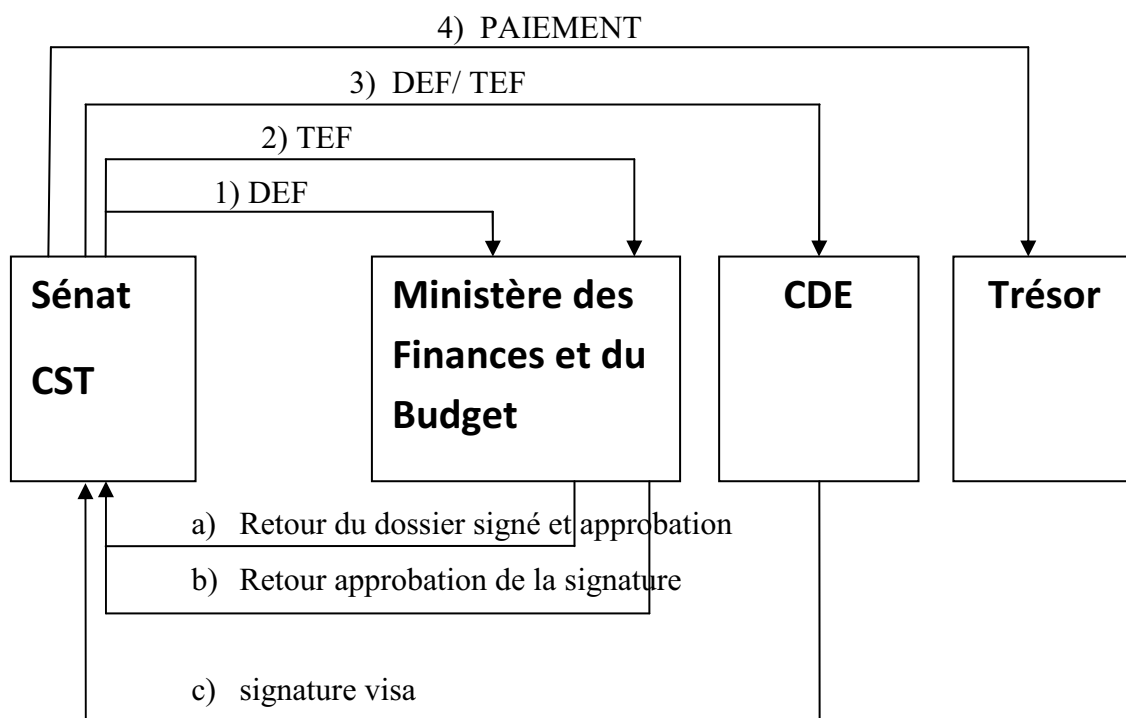 4) PAIEMENT
3) DEF/ TEF
2) TEF
1) DEF
Sénat
CST
Ministère des
Finances et du
Budget
CDE
Trésor
a) Retour du dossier signé et approbation
b) Retour approbation de la signature
c) signature visa